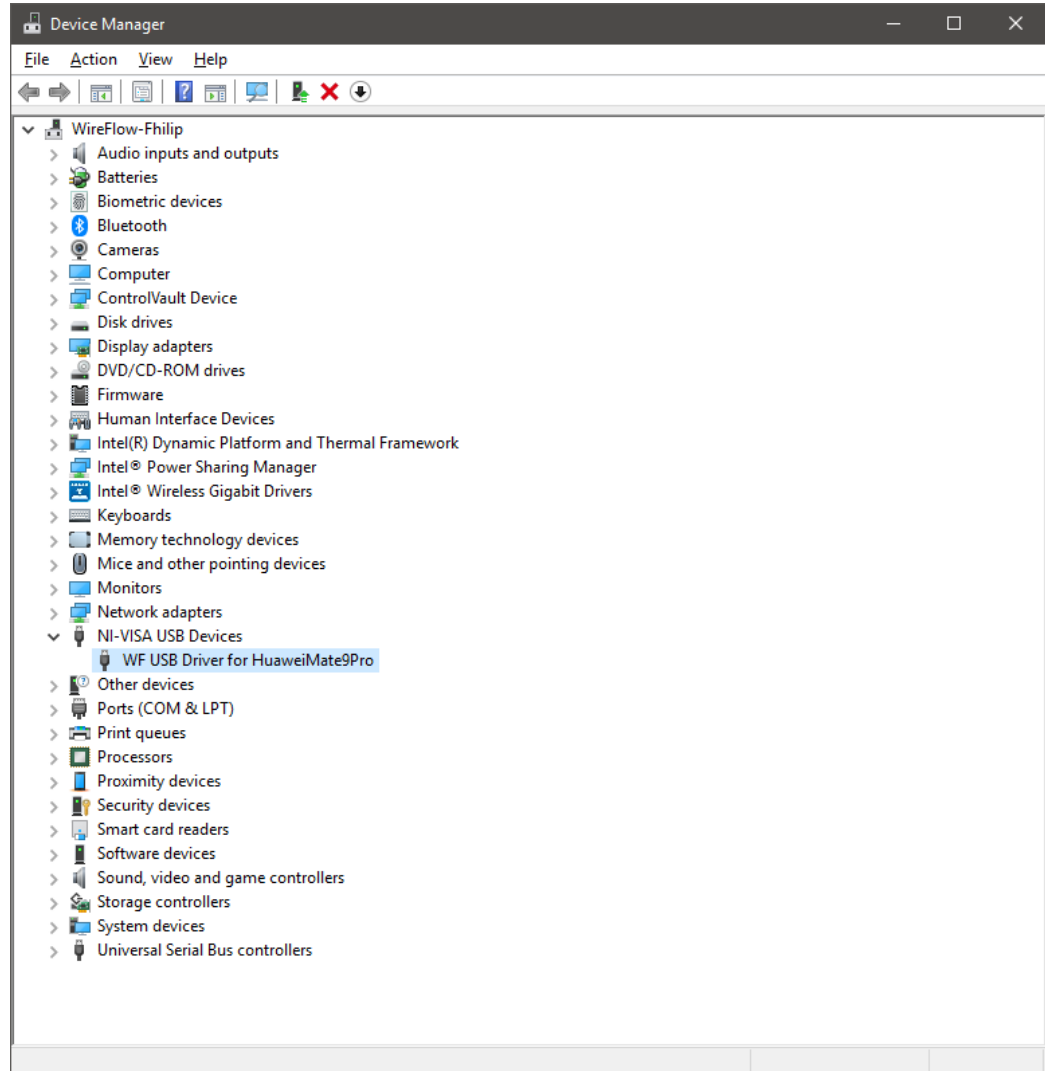 Device Manager
File Action View Help
WireFlow-Fhilip
Audio inputs and outputs
Batteries
Biometric devices
Bluetooth
Cameras
Computer
ControlVault Device
Disk drives
Display adapters
DVD/CD-ROM drives
Firmware
Human Interface Devices
Intel(R) Dynamic Platform and Thermal Framework
Intel® Power Sharing Manager
Intel® Wireless Gigabit Drivers
Keyboards
Memory technology devices
Mice and other pointing devices
Monitors
Network adapters
NI-VISA USB Devices
WF USB Driver for HuaweiMate9Pro
Other devices
Ports (COM & LPT)
Print queues
Processors
Proximity devices
Security devices
Smart card readers
Software devices
Sound, video and game controllers
Storage controllers
System devices
Universal Serial Bus controllers